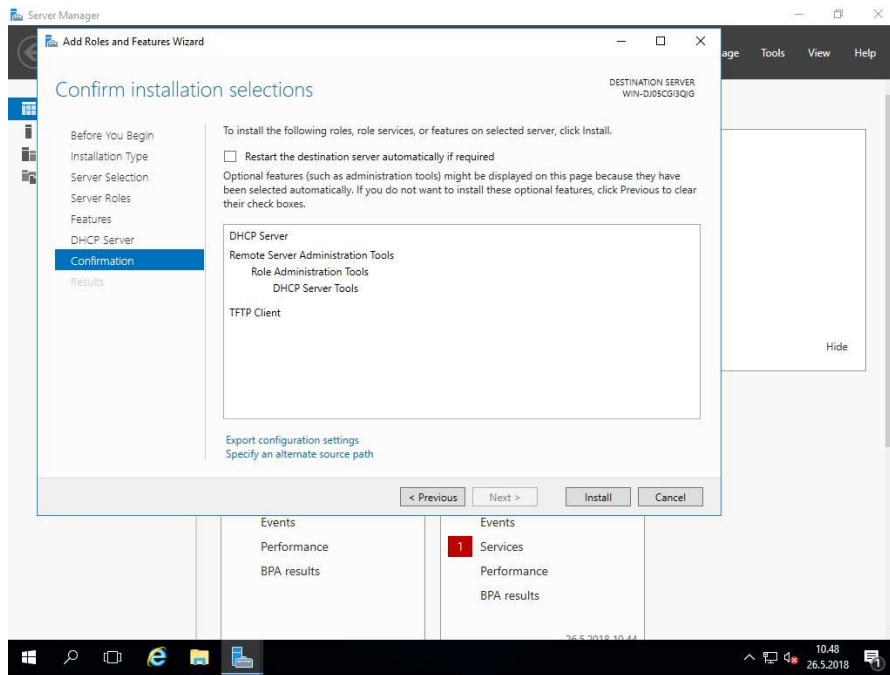 Server Manager
Add Roles and Features Wizard
age Tools View Help
Confirm installation selections
DESTINATION SERVER
WIN-DJ05CGI3QIG
Before You Begin
Installation Type
Server Selection
Server Roles
Features
DHCP Server
Confirmation
Results
To install the following roles, role services, or features on selected server, click Install.
Restart the destination server automatically if required
Optional features (such as administration tools) might be displayed on this page because they have
been selected automatically. If you do not want to install these optional features, click Previous to clear
their check boxes.
DHCP Server
Remote Server Administration Tools
Role Administration Tools
DHCP Server Tools
TFTP Client
Export configuration settings
Specify an alternate source path
< Previous Next > Install Cancel
Hide
Events
Performance
BPA results
Events
1 Services
Performance
BPA results
26.5.2018 10.44
10.48
26.5.2018
1